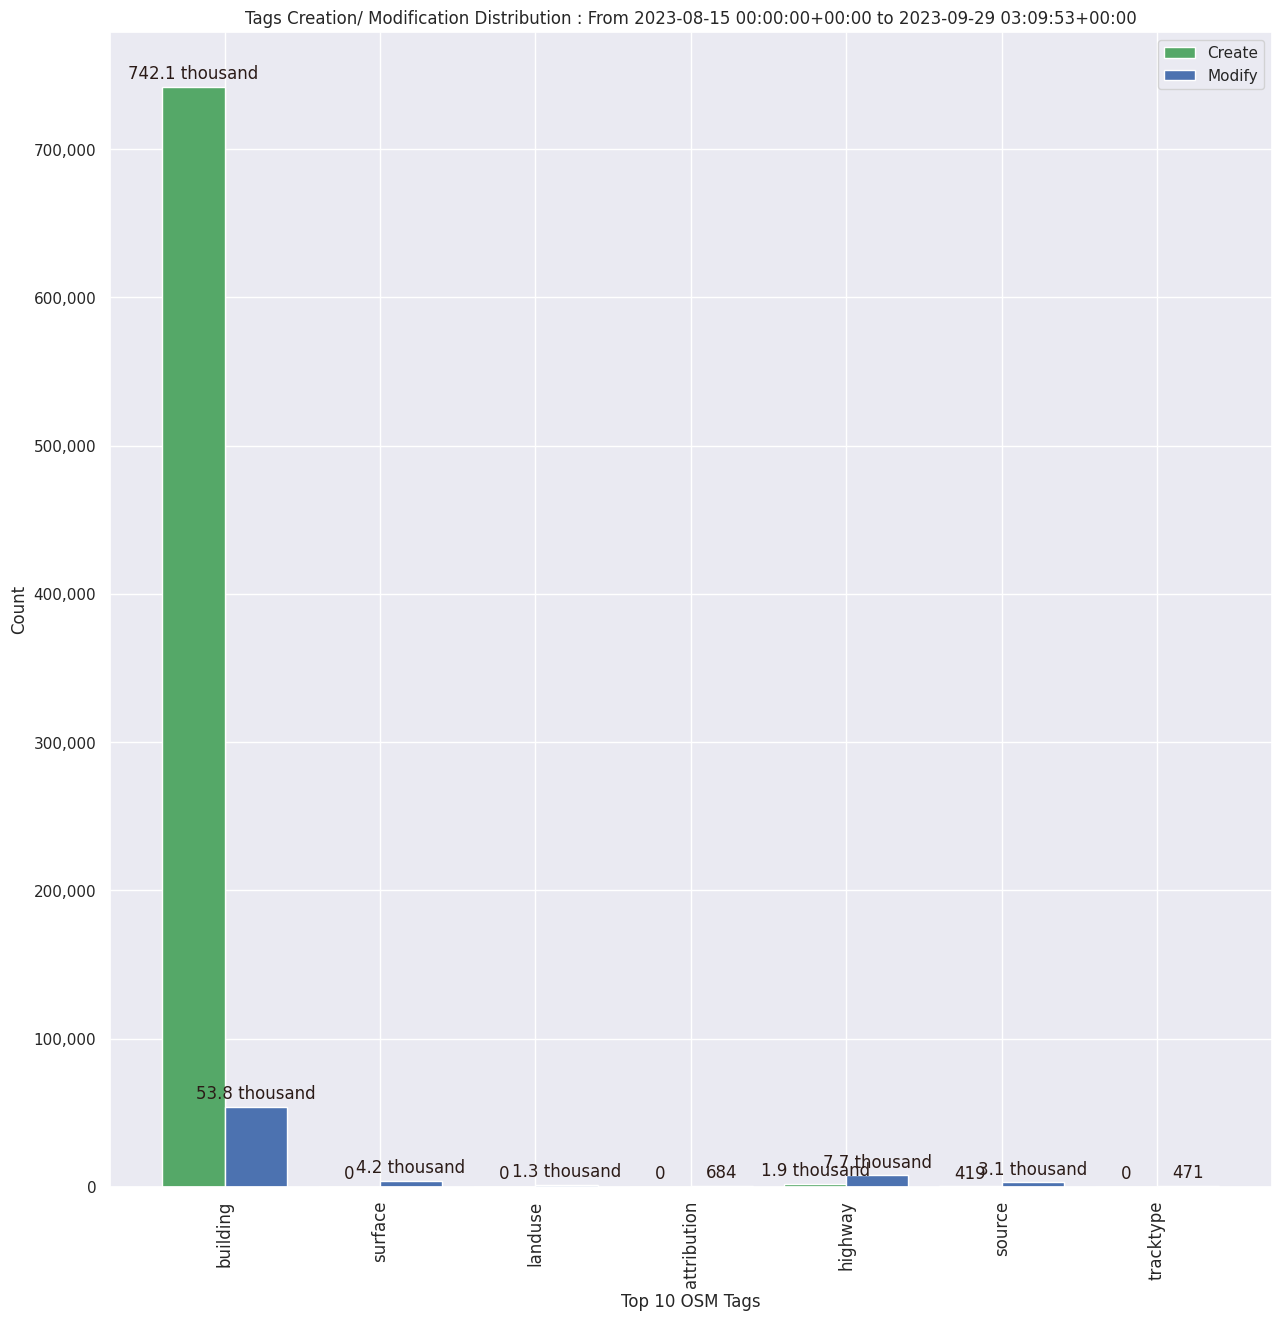 Tags Creation/ Modification Distribution : From 2023-08-15 00:00:00+00:00 to 2023-09-29 03:09:53+00:00
Create
Modify
742.1 thousand
700,000
600,000
500,000
400,000
300,000
200,000
100,000
0
Count
53.8 thousand
0
4.2 thousand
0
1.3 thousand
0
684
1.9 thousand
7.7 thousand
419
3.1 thousand
0
471
building
surface
landuse
attribution
highway
source
tracktype
Top 10 OSM Tags